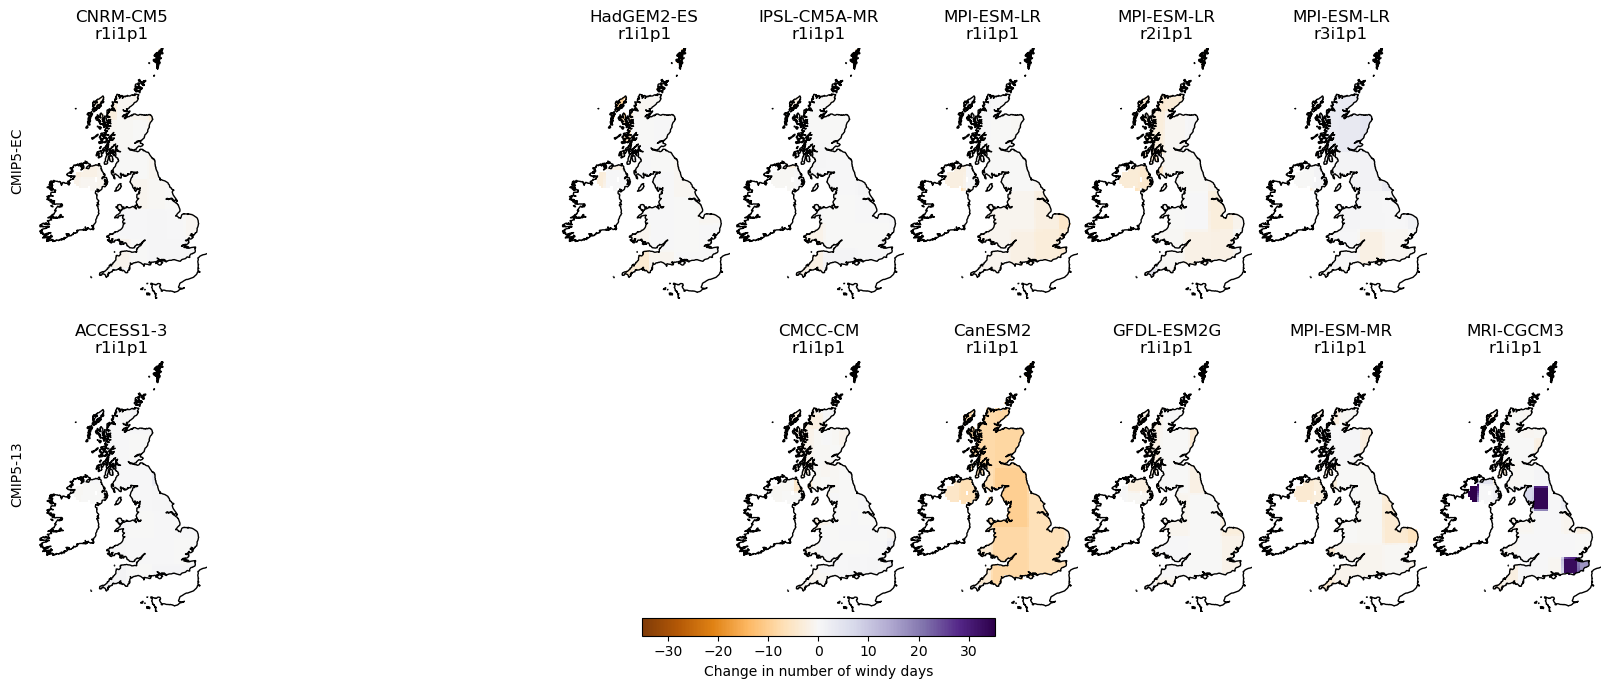 CNRM-CM5
r1i1p1
HadGEM2-ES
r1i1p1
IPSL-CM5A-MR
r1i1p1
MPI-ESM-LR
r1i1p1
MPI-ESM-LR
r2i1p1
MPI-ESM-LR
r3i1p1
CMIP5-EC
ACCESS1-3
r1i1p1
CMCC-CM
r1i1p1
CanESM2
r1i1p1
GFDL-ESM2G
r1i1p1
MPI-ESM-MR
r1i1p1
MRI-CGCM3
r1i1p1
CMIP5-13
−30 −20 −10 0 10 20 30
Change in number of windy days